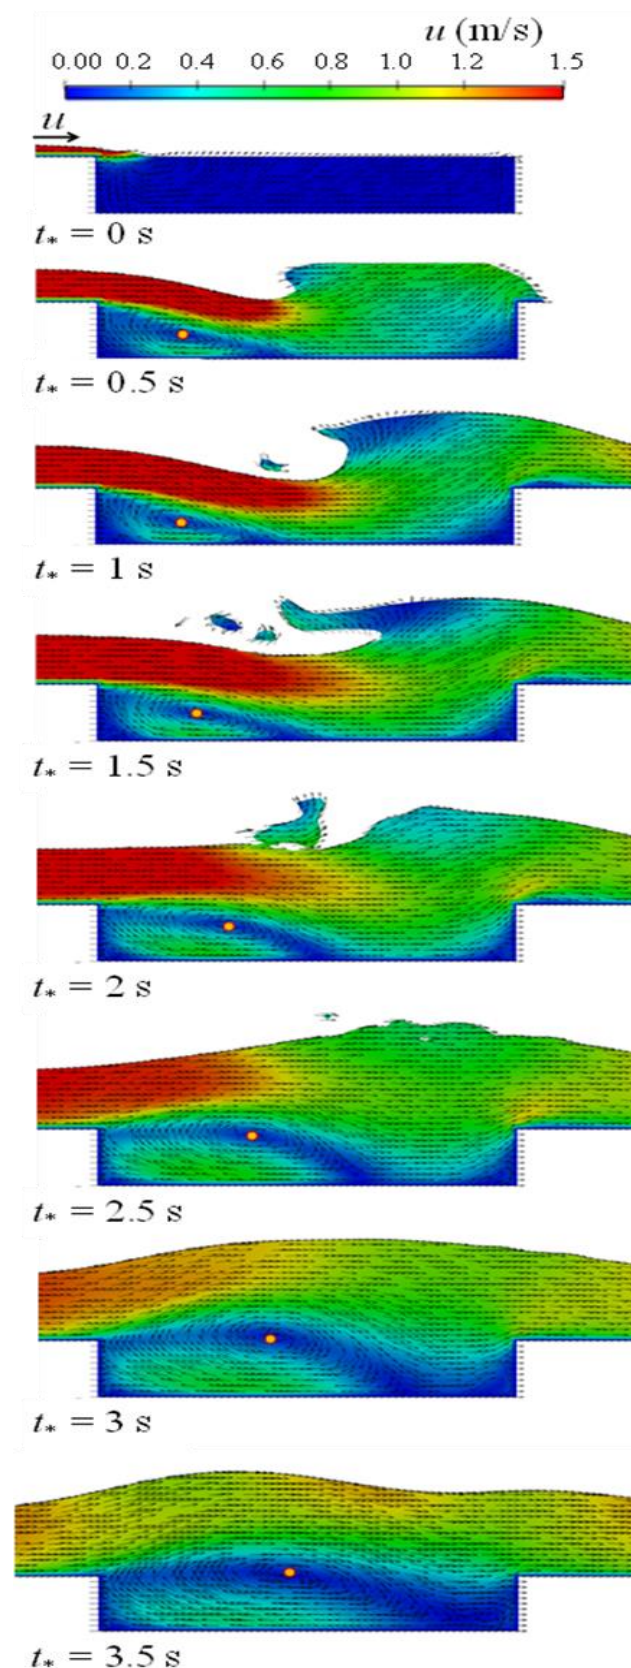 u (m/s)
0.00 0.2 0.4 0.6 0.8 1.0 1.2 1.5
u
t* = 0 s
t* = 0.5 s
t* = 1 s
t* = 1.5 s
t* = 2 s
t* = 2.5 s
t* = 3 s
t* = 3.5 s